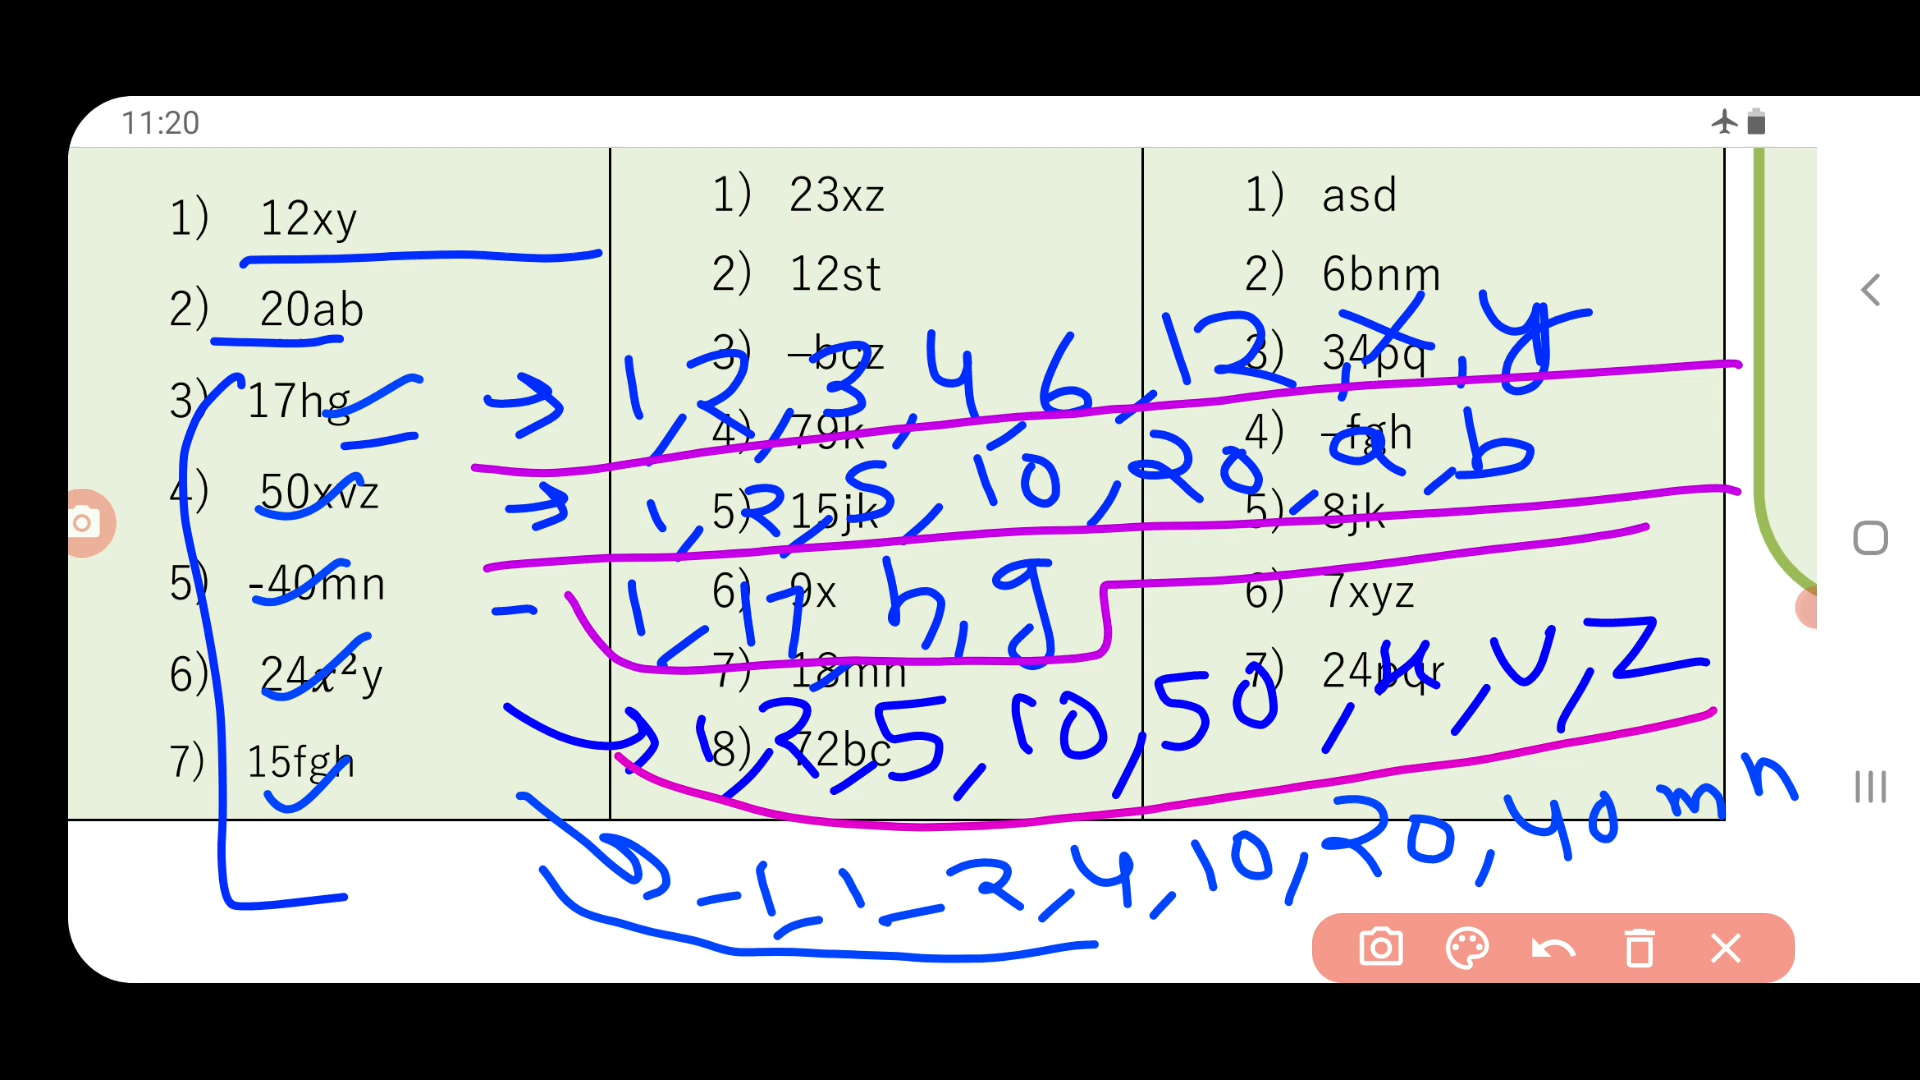 11:20
1) 12xy
2) 20ab
3) 17hg
4) 50xvz
5) -40mn
6) 24x²y
7) 15fgh
1) 23xz
2) 12st
3) –bcz
4) 79k
5) 15jk
6) 9x
7) 18mn
8) 72bc
1) asd
2) 6bnm
3) 34pq
4) –fgh
5) 8jk
6) 7xyz
7) 24pqr
→ 1, 2, 3, 4, 6, 12, x, y
→ 1, 2, 5, 10, 20, a, b
– 1, 17 h, g
→ 1, 2, 5, 10, 50, x, v, z
→ –1, 1, 2, 4, 10, 20, 40 m n